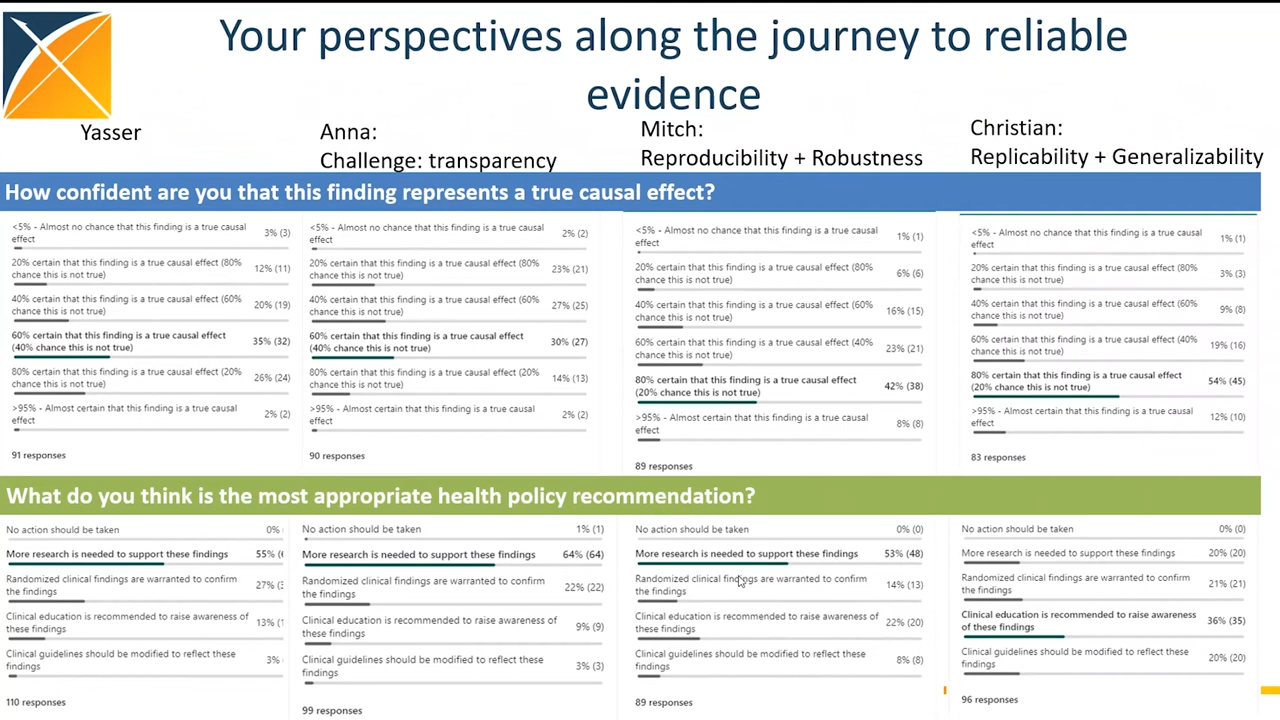 Your perspectives along the journey to reliable
evidence
Yasser
Anna:
Challenge: transparency
Mitch:
Reproducibility + Robustness
Christian:
Replicability + Generalizability
How confident are you that this finding represents a true causal effect?
<5% - Almost no chance that this finding is a true causal
effect
3% (3)
20% certain that this finding is a true causal effect (80%
chance this is not true)
12% (11)
40% certain that this finding is a true causal effect (60%
chance this is not true)
20% (19)
60% certain that this finding is a true causal effect
(40% chance this is not true)
35% (32)
80% certain that this finding is a true causal effect (20%
chance this is not true)
26% (24)
>95% - Almost certain that this finding is a true causal
effect
2% (2)
91 responses
<5% - Almost no chance that this finding is a true causal
effect
2% (2)
20% certain that this finding is a true causal effect (80%
chance this is not true)
23% (21)
40% certain that this finding is a true causal effect (60%
chance this is not true)
27% (25)
60% certain that this finding is a true causal effect
(40% chance this is not true)
30% (27)
80% certain that this finding is a true causal effect (20%
chance this is not true)
14% (13)
>95% - Almost certain that this finding is a true causal
effect
2% (2)
90 responses
<5% - Almost no chance that this finding is a true causal
effect
1% (1)
20% certain that this finding is a true causal effect (80%
chance this is not true)
6% (6)
40% certain that this finding is a true causal effect (60%
chance this is not true)
16% (15)
60% certain that this finding is a true causal effect (40%
chance this is not true)
23% (21)
80% certain that this finding is a true causal effect
(20% chance this is not true)
42% (38)
>95% - Almost certain that this finding is a true causal
effect
8% (8)
89 responses
<5% - Almost no chance that this finding is a true causal
effect
1% (1)
20% certain that this finding is a true causal effect (80%
chance this is not true)
3% (3)
40% certain that this finding is a true causal effect (60%
chance this is not true)
9% (8)
60% certain that this finding is a true causal effect (40%
chance this is not true)
19% (16)
80% certain that this finding is a true causal effect
(20% chance this is not true)
54% (45)
>95% - Almost certain that this finding is a true causal
effect
12% (10)
83 responses
What do you think is the most appropriate health policy recommendation?
No action should be taken
0%
More research is needed to support these findings
55% (
Randomized clinical findings are warranted to confirm
the findings
27% (
Clinical education is recommended to raise awareness of
these findings
13% (
Clinical guidelines should be modified to reflect these
findings
3%
110 responses
No action should be taken
1% (1)
More research is needed to support these findings
64% (64)
Randomized clinical findings are warranted to confirm
the findings
22% (22)
Clinical education is recommended to raise awareness of
these findings
9% (9)
Clinical guidelines should be modified to reflect these
findings
3% (3)
99 responses
No action should be taken
0% (0)
More research is needed to support these findings
53% (48)
Randomized clinical findings are warranted to confirm
the findings
14% (13)
Clinical education is recommended to raise awareness of
these findings
22% (20)
Clinical guidelines should be modified to reflect these
findings
8% (8)
89 responses
No action should be taken
0% (0)
More research is needed to support these findings
20% (20)
Randomized clinical findings are warranted to confirm
the findings
21% (21)
Clinical education is recommended to raise awareness
of these findings
36% (35)
Clinical guidelines should be modified to reflect these
findings
20% (20)
96 responses